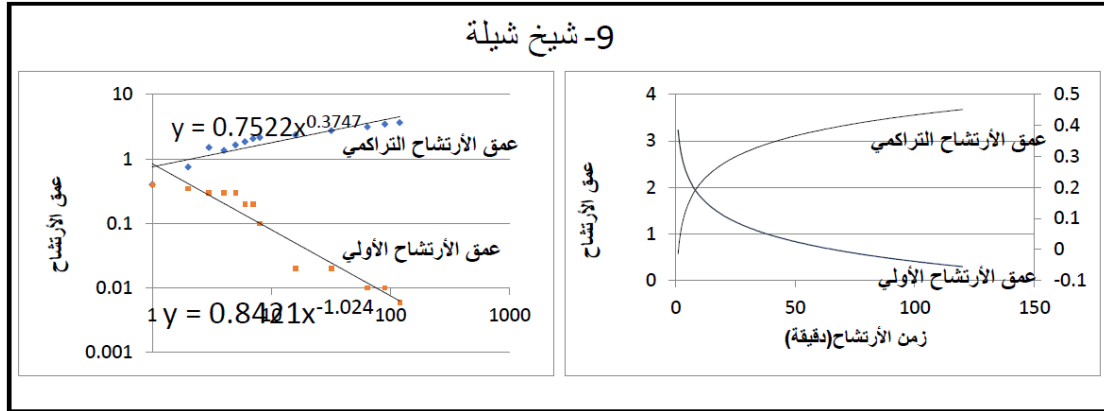 9- شيخ شيلة
10
1
0.1
0.01
0.001
1
10
100
1000
y = 0.7522x^0.3747
عمق الأرتشاح التراكمي
عمق الأرتشاح الأولي
y = 0.8421x^-1.024
عمق الأرتشاح
4
3
2
1
0
0.5
0.4
0.3
0.2
0.1
0
-0.1
عمق الأرتشاح التراكمي
عمق الأرتشاح الأولي
عمق الأرتشاح
0
50
100
150
زمن الأرتشاح(دقيقة)